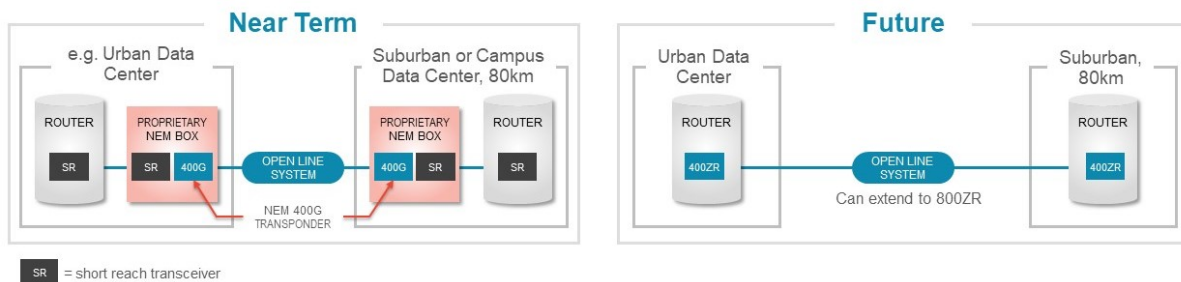 Near Term
e.g. Urban Data
Center
Suburban or Campus
Data Center, 80km
ROUTER
SR
PROPRIETARY
NEM BOX
SR
400G
OPEN LINE
SYSTEM
PROPRIETARY
NEM BOX
400G
SR
ROUTER
SR
NEM 400G
TRANSPONDER
SR = short reach transceiver
Future
Urban Data
Center
Suburban,
80km
ROUTER
400ZR
OPEN LINE
SYSTEM
Can extend to 800ZR
ROUTER
400ZR